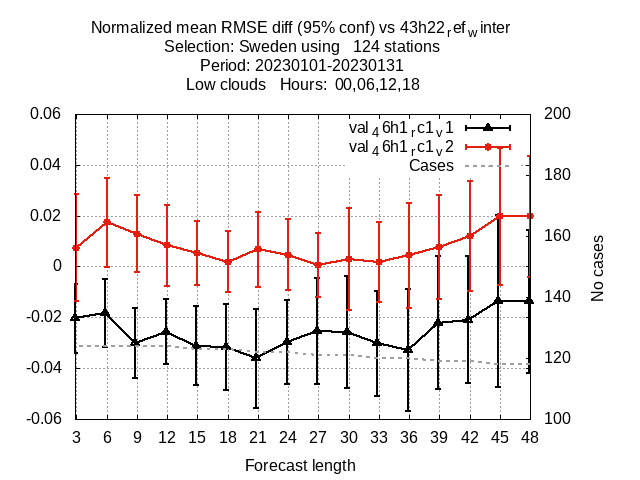 Normalized mean RMSE diff (95% conf) vs 43h22refwinter
Selection: Sweden using 124 stations
Period: 20230101-20230131
Low clouds Hours: 00,06,12,18
0.06 200
val46h1rc1v1
val46h1rc1v2
Cases
0.04 180
0.02 160
0
No cases
-0.02 140
-0.04 120
-0.06 100
3 6 9 12 15 18 21 24 27 30 33 36 39 42 45 48
Forecast length